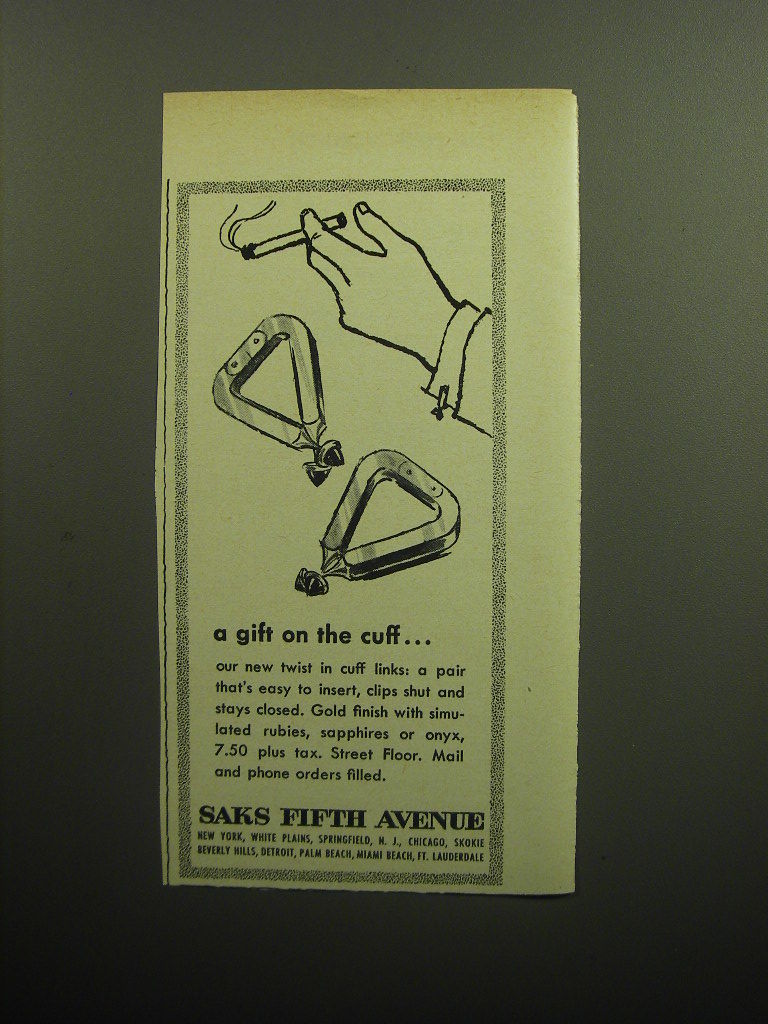 a gift on the cuff...
our new twist in cuff links: a pair
that's easy to insert, clips shut and
stays closed. Gold finish with simu-
lated rubies, sapphires or onyx,
7.50 plus tax. Street Floor. Mail
and phone orders filled.
SAKS FIFTH AVENUE
NEW YORK, WHITE PLAINS, SPRINGFIELD, N. J., CHICAGO, SKOKIE
BEVERLY HILLS, DETROIT, PALM BEACH, MIAMI BEACH, FT. LAUDERDALE